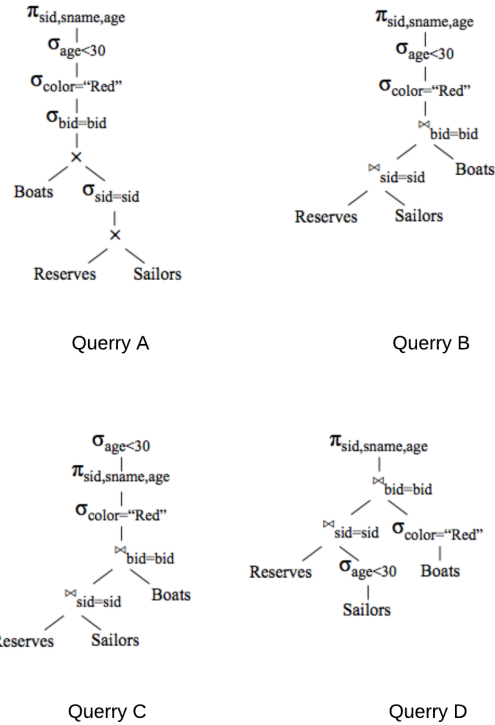 πsid,sname,age
σage<30
σcolor=“Red”
σbid=bid
×
Boats σsid=sid
×
Reserves Sailors
Querry A
πsid,sname,age
σage<30
σcolor=“Red”
⋈bid=bid
⋈sid=sid Boats
Reserves Sailors
Querry B
σage<30
πsid,sname,age
σcolor=“Red”
⋈bid=bid
⋈sid=sid Boats
eserves Sailors
Querry C
πsid,sname,age
⋈bid=bid
⋈sid=sid σcolor=“Red”
Reserves σage<30 Boats
Sailors
Querry D